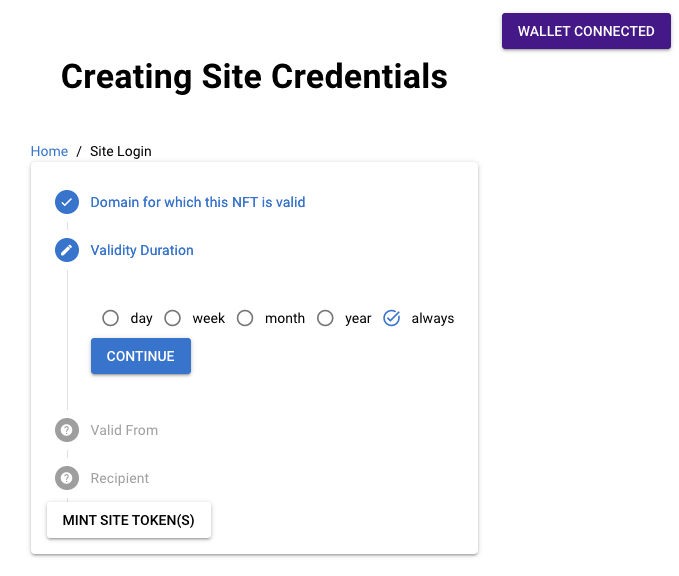 WALLET CONNECTED
Creating Site Credentials
Home / Site Login
Domain for which this NFT is valid
Validity Duration
day week month year always
CONTINUE
Valid From
Recipient
MINT SITE TOKEN(S)